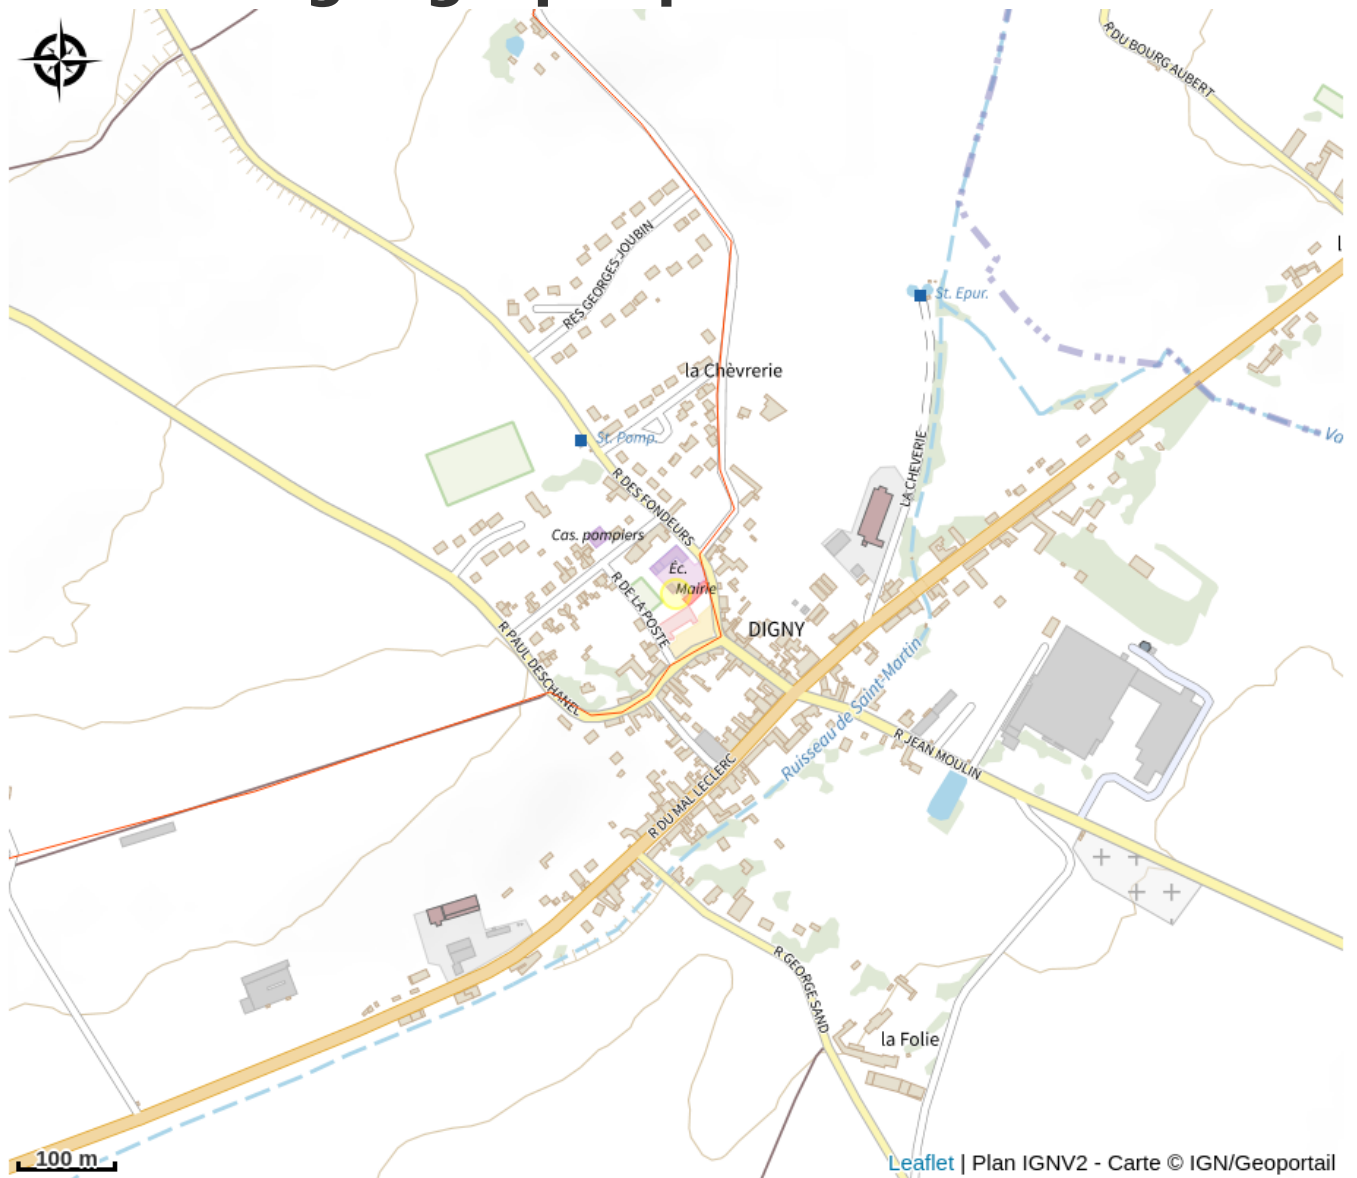 R DU BOURG AUBERT
RES GEORGES JOUBIN
St. Epur.
la Chèvrerie
St. Pomp.
LA CHEVERIE
R DES FONDEURS
Cas. pompiers
Éc.
Mairie
R DE LA POSTE
DIGNY
R PAUL DESCHANEL
Ruisseau de Saint-Martin
R JEAN MOULIN
R DU MAL LECLERC
R GEORGE SAND
la Folie
100 m
Leaflet | Plan IGNV2 - Carte © IGN/Geoportail